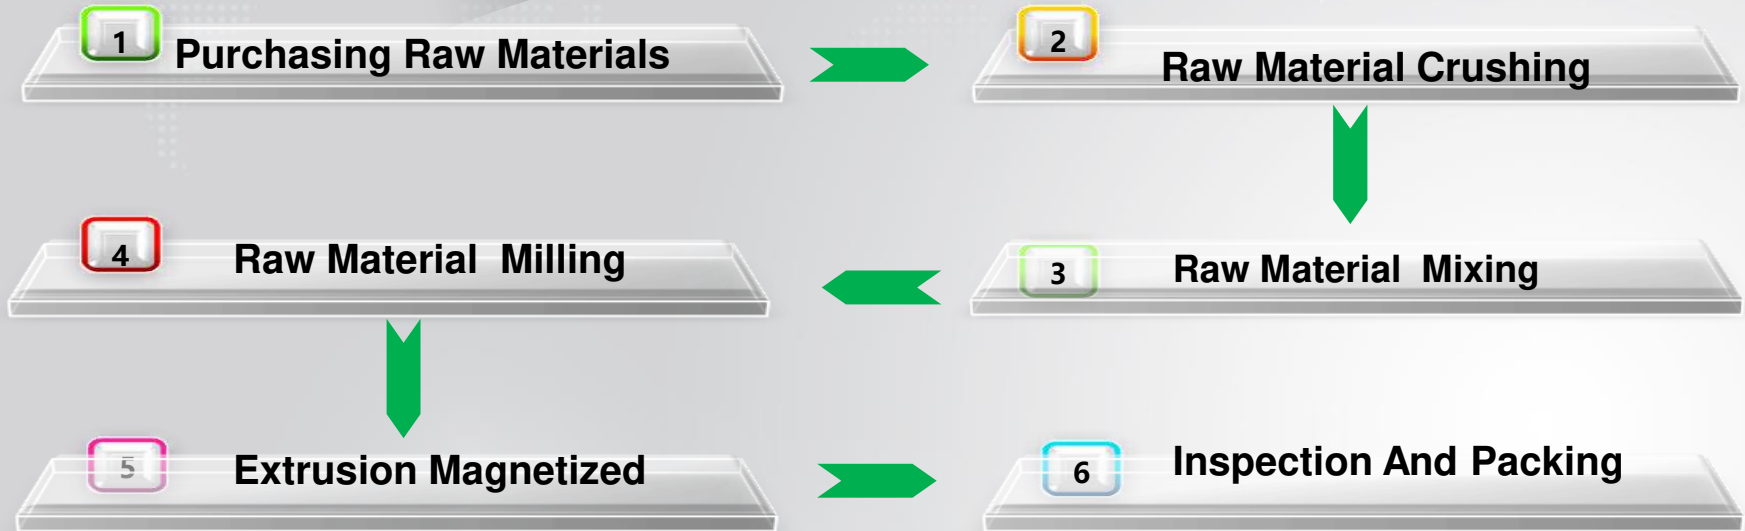 1
Purchasing Raw Materials
2
Raw Material Crushing
3
Raw Material  Mixing
4
Raw Material  Milling
5
Extrusion Magnetized
6
Inspection And Packing